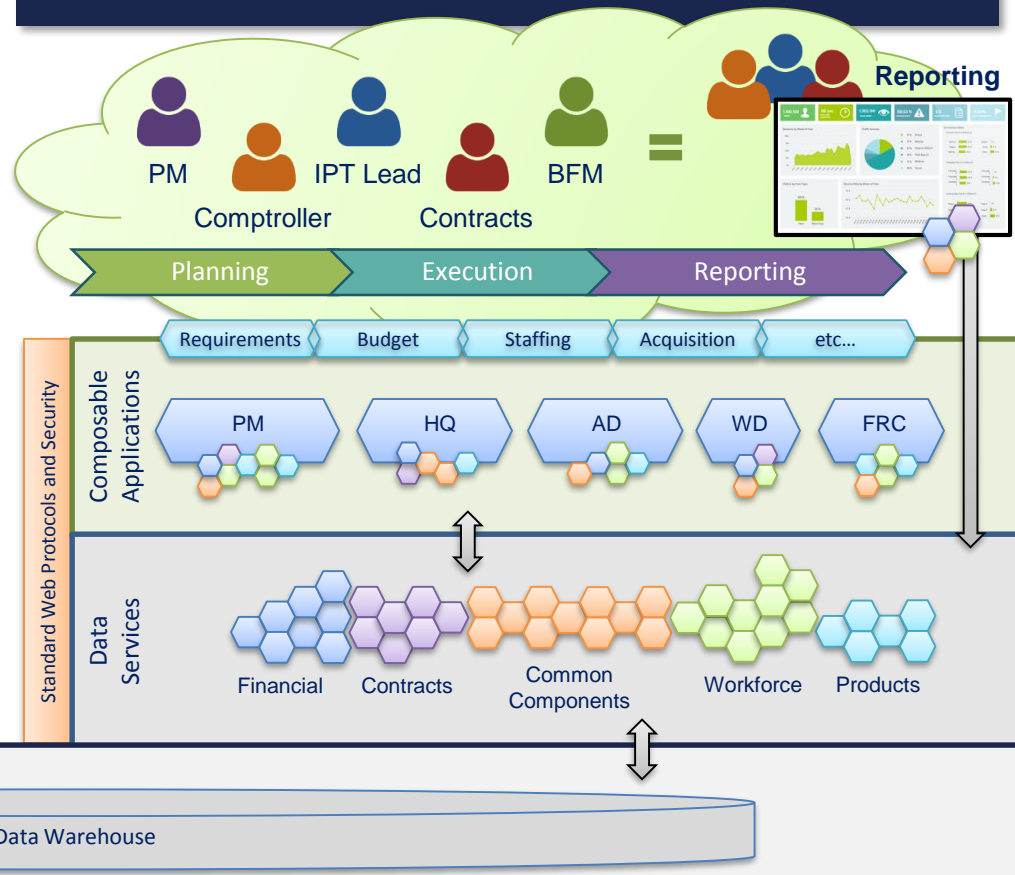 Reporting
PM
IPT Lead
BFM
Comptroller
Contracts
Planning
Execution
Reporting
Requirements
Budget
Staffing
Acquisition
etc…
Standard Web Protocols and Security
Composable
Applications
PM
HQ
AD
WD
FRC
Data
Services
Financial
Contracts
Common
Components
Workforce
Products
Data Warehouse